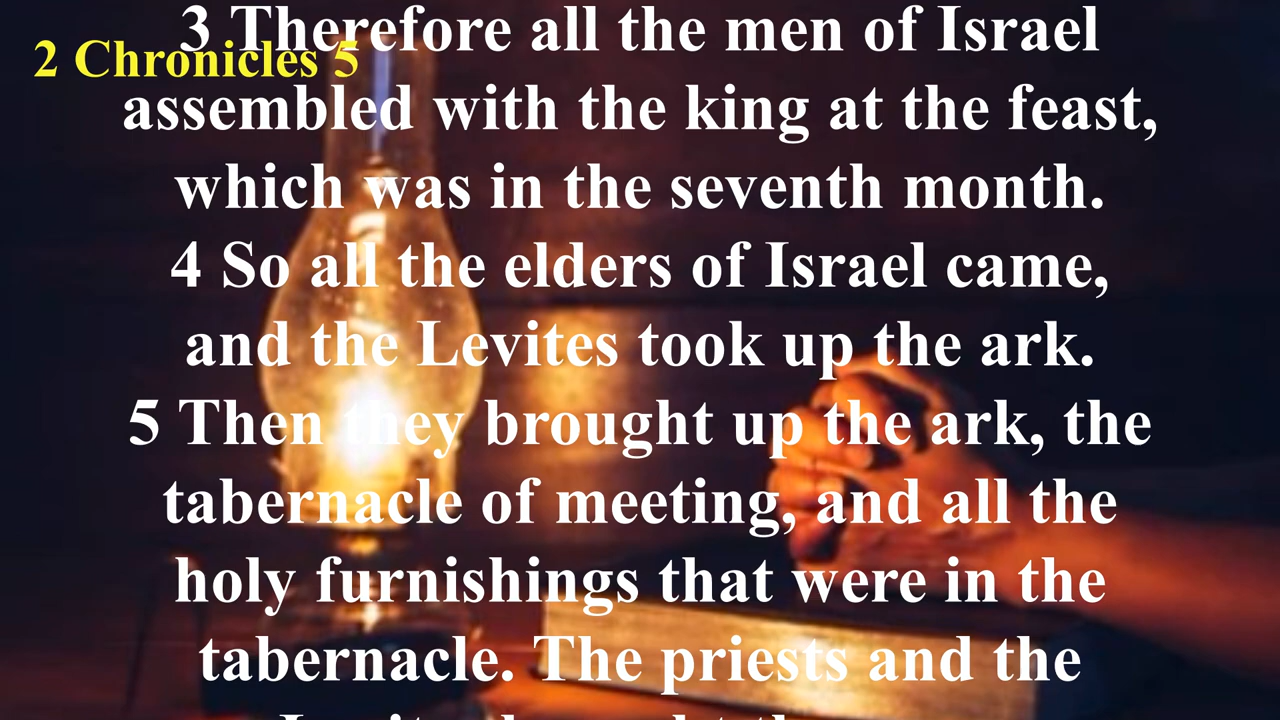 2 Chronicles 5
3 Therefore all the men of Israel
assembled with the king at the feast,
which was in the seventh month.
4 So all the elders of Israel came,
and the Levites took up the ark.
5 Then they brought up the ark, the
tabernacle of meeting, and all the
holy furnishings that were in the
tabernacle. The priests and the